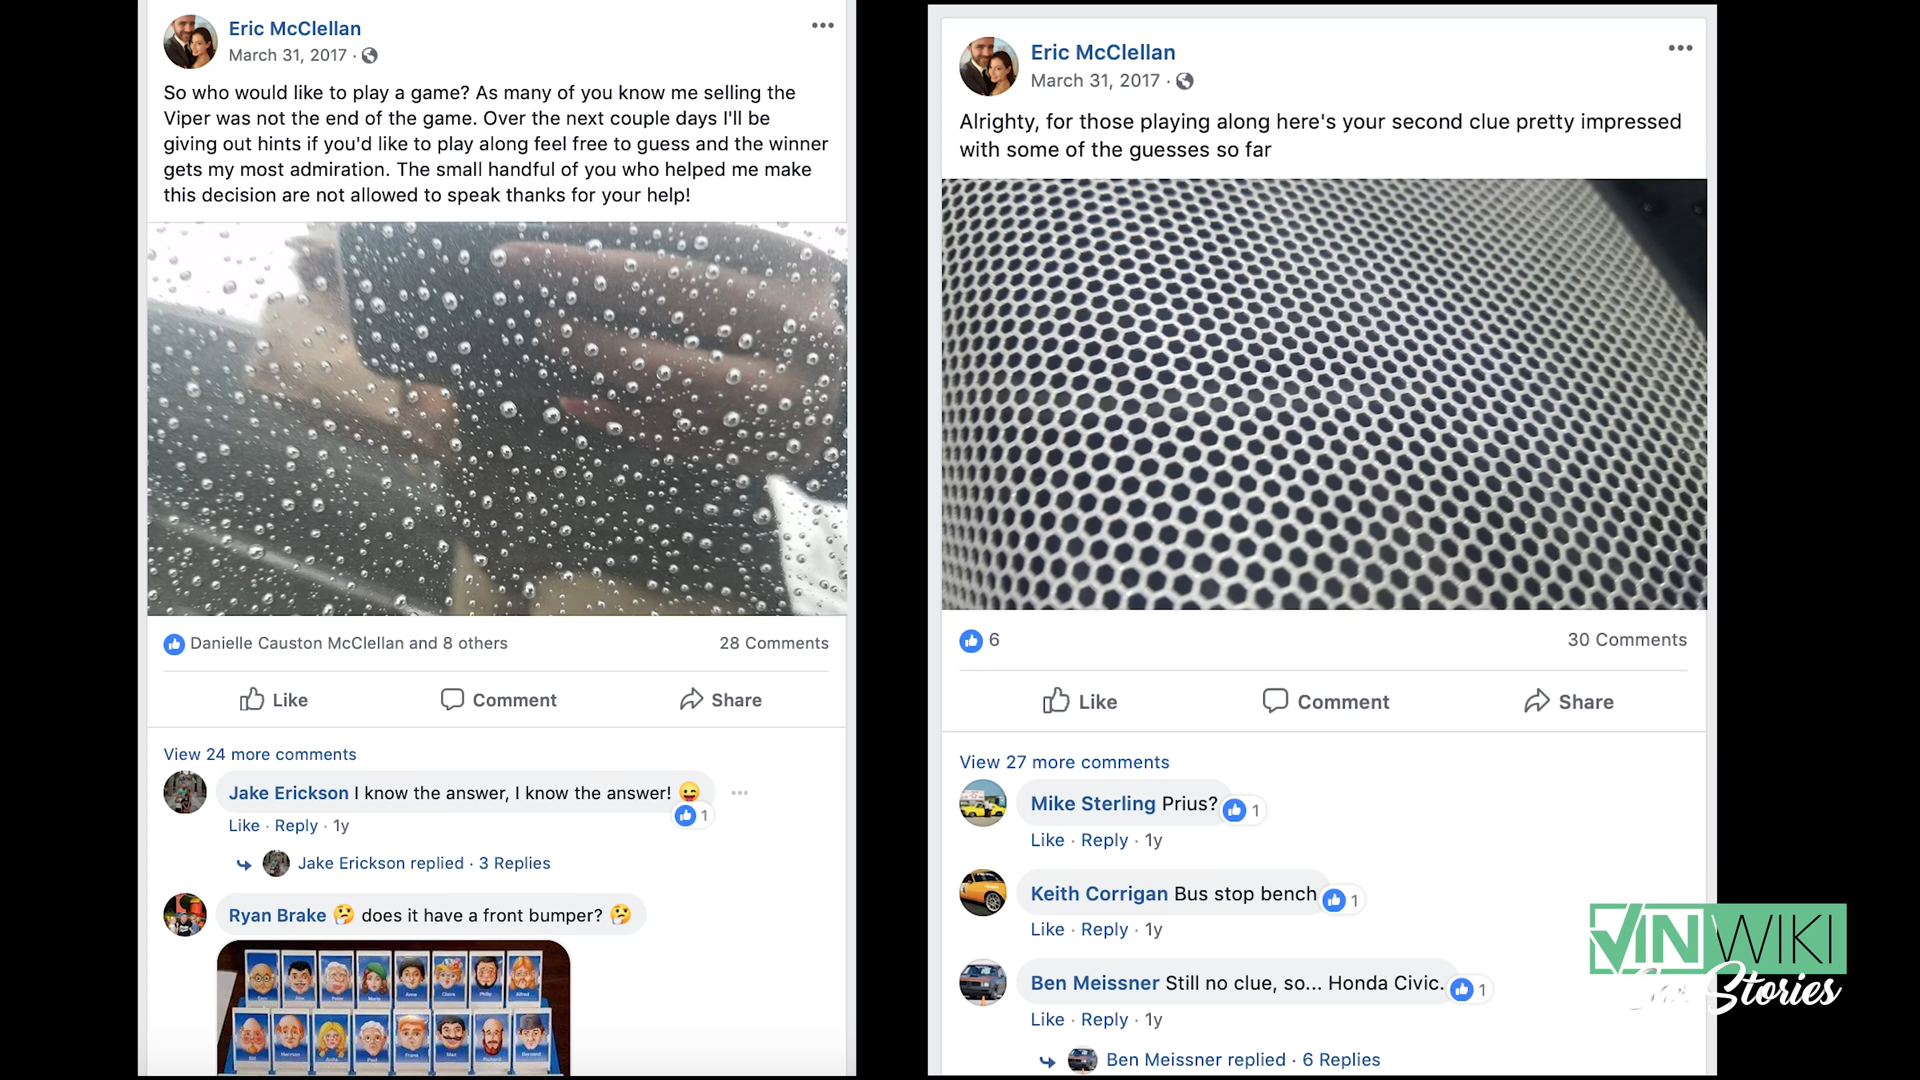 Eric McClellan
March 31, 2017 ·
So who would like to play a game? As many of you know me selling the
Viper was not the end of the game. Over the next couple days I'll be
giving out hints if you'd like to play along feel free to guess and the winner
gets my most admiration. The small handful of you who helped me make
this decision are not allowed to speak thanks for your help!
Danielle Causton McClellan and 8 others
28 Comments
Like
Comment
Share
View 24 more comments
Jake Erickson I know the answer, I know the answer! 😜
1
Like · Reply · 1y
Jake Erickson replied · 3 Replies
Ryan Brake 🤔 does it have a front bumper? 🤔
Eric McClellan
March 31, 2017 ·
Alrighty, for those playing along here's your second clue pretty impressed
with some of the guesses so far
6
30 Comments
Like
Comment
Share
View 27 more comments
Mike Sterling Prius?
1
Like · Reply · 1y
Keith Corrigan Bus stop bench
1
Like · Reply · 1y
Ben Meissner Still no clue, so... Honda Civic.
1
Like · Reply · 1y
Ben Meissner replied · 6 Replies
VINWIKI
Car Stories